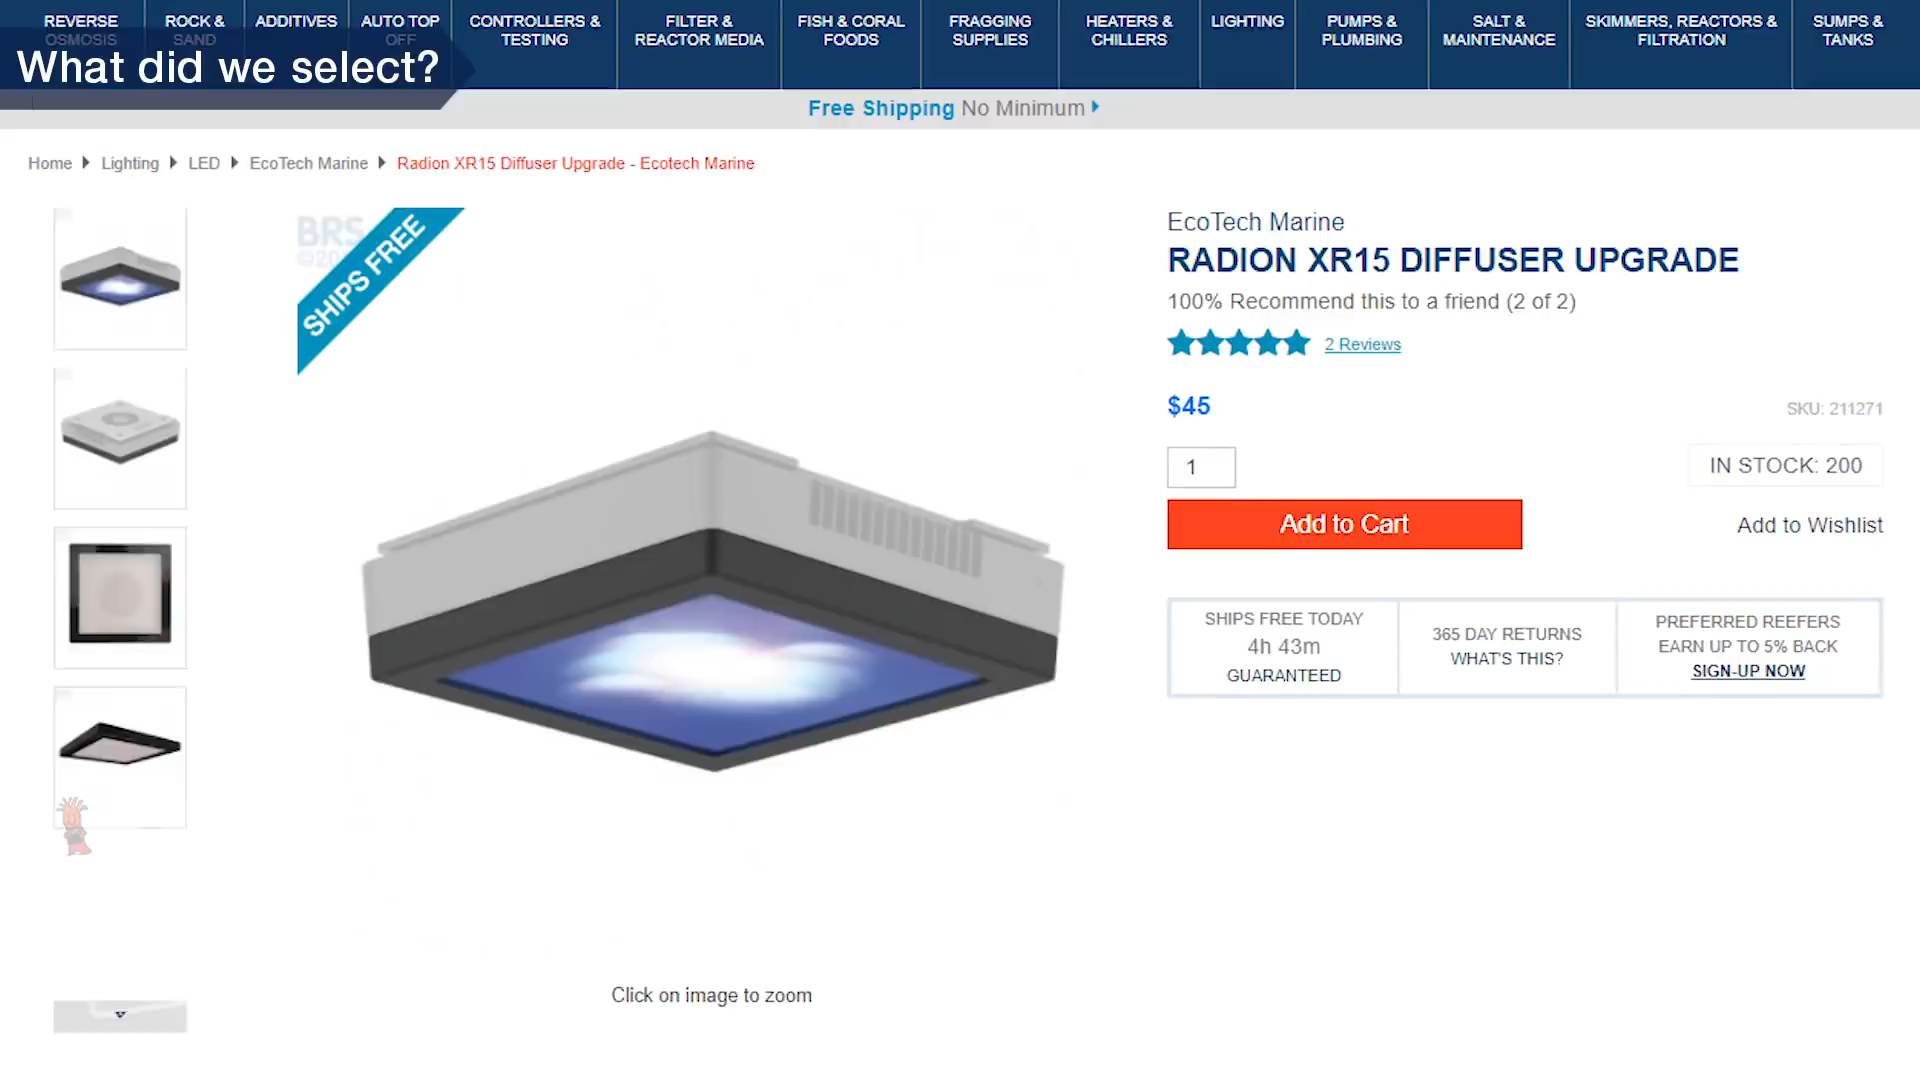 REVERSE
OSMOSIS
ROCK &
SAND
ADDITIVES
AUTO TOP
OFF
CONTROLLERS &
TESTING
FILTER &
REACTOR MEDIA
FISH & CORAL
FOODS
FRAGGING
SUPPLIES
HEATERS &
CHILLERS
LIGHTING
PUMPS &
PLUMBING
SALT &
MAINTENANCE
SKIMMERS, REACTORS &
FILTRATION
SUMPS &
TANKS
What did we select?
Free Shipping No Minimum
Home Lighting LED EcoTech Marine Radion XR15 Diffuser Upgrade - Ecotech Marine
BRS
SHIPS FREE
EcoTech Marine
RADION XR15 DIFFUSER UPGRADE
100% Recommend this to a friend (2 of 2)
2 Reviews
$45
SKU: 211271
1
IN STOCK: 200
Add to Cart
Add to Wishlist
SHIPS FREE TODAY
4h 43m
GUARANTEED
365 DAY RETURNS
WHAT'S THIS?
PREFERRED REEFERS
EARN UP TO 5% BACK
SIGN-UP NOW
Click on image to zoom